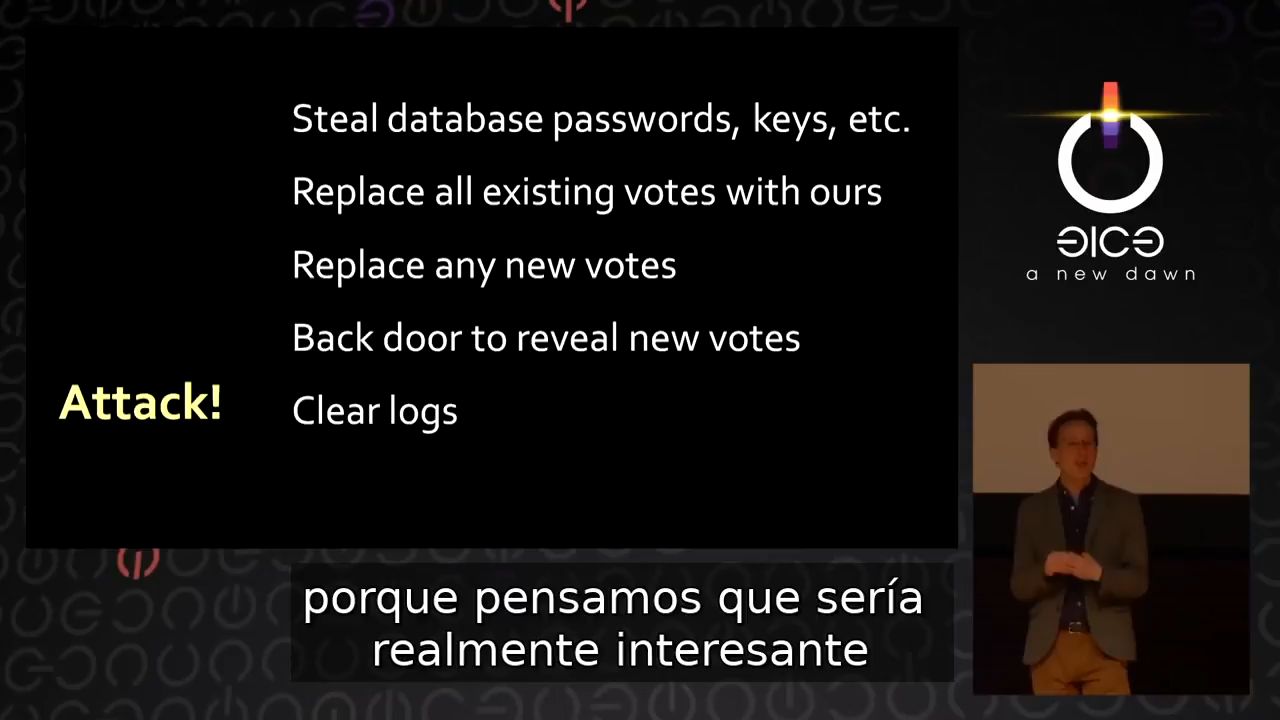 Steal database passwords, keys, etc.
Replace all existing votes with ours
Replace any new votes
Back door to reveal new votes
Attack!
Clear logs
ƎICƏ
a new dawn
porque pensamos que sería
realmente interesante